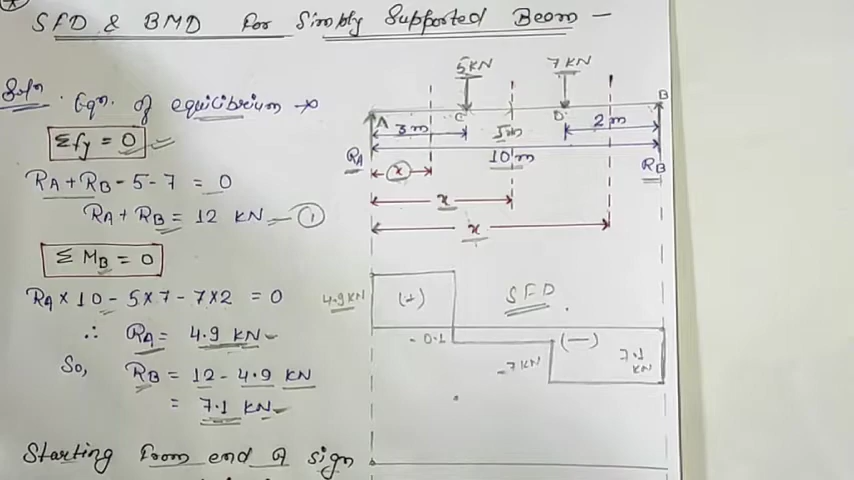 SFD & BMD For Simply Supported Beam —
Soln. Eqn. of equilibrium →
Σfy = 0
RA + RB - 5 - 7 = 0
RA + RB = 12 KN — ①
Σ MB = 0
RA × 10 - 5×7 - 7×2 = 0
∴ RA = 4.9 KN
So, RB = 12 - 4.9 KN
= 7.1 KN
Starting from end A sign
5KN 7 KN
A C D B
3m 5m 2m
RA 10m RB
x
x
x
4.9KN (+) SFD
-0.1 (—)
-7KN 7.1 KN